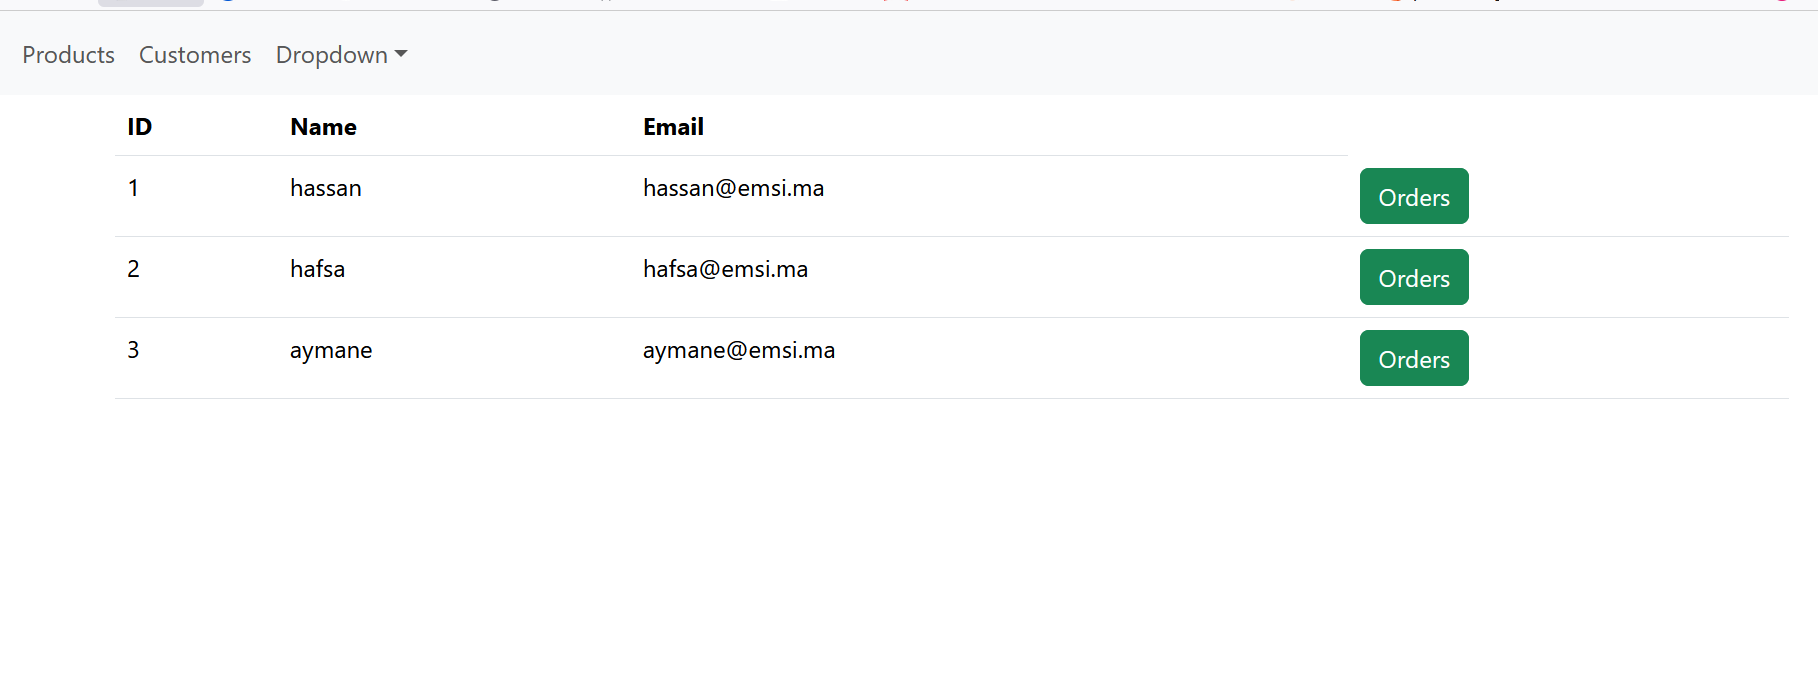 Products Customers Dropdown
ID Name Email
1 hassan hassan@emsi.ma Orders
2 hafsa hafsa@emsi.ma Orders
3 aymane aymane@emsi.ma Orders